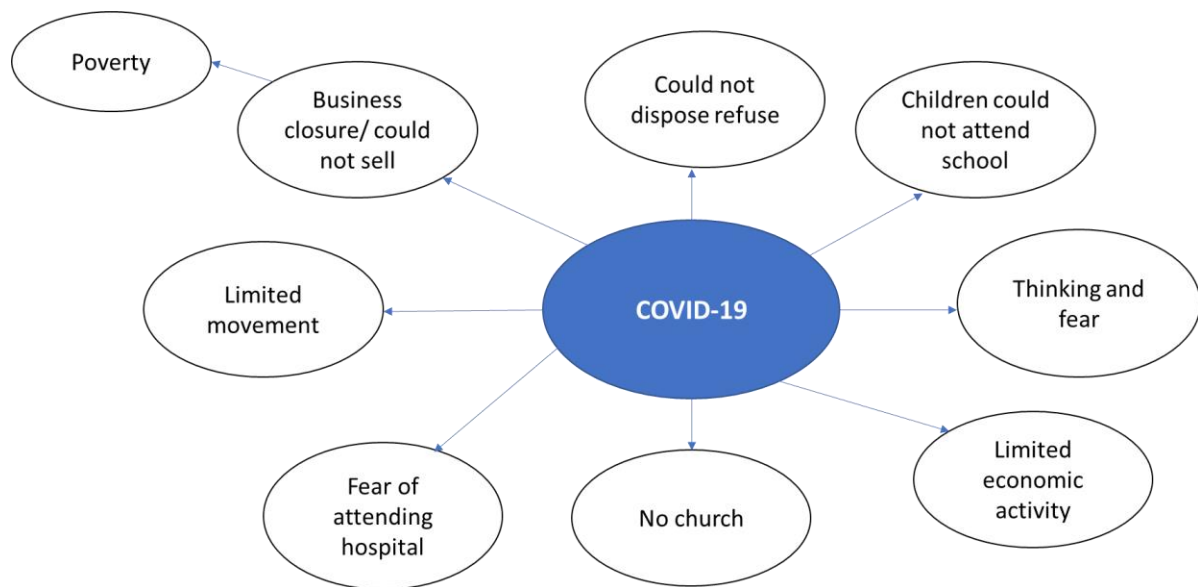 Poverty
Business
closure/ could
not sell
Could not
dispose refuse
Children could
not attend
school
Limited
movement
COVID-19
Thinking and
fear
Fear of
attending
hospital
No church
Limited
economic
activity